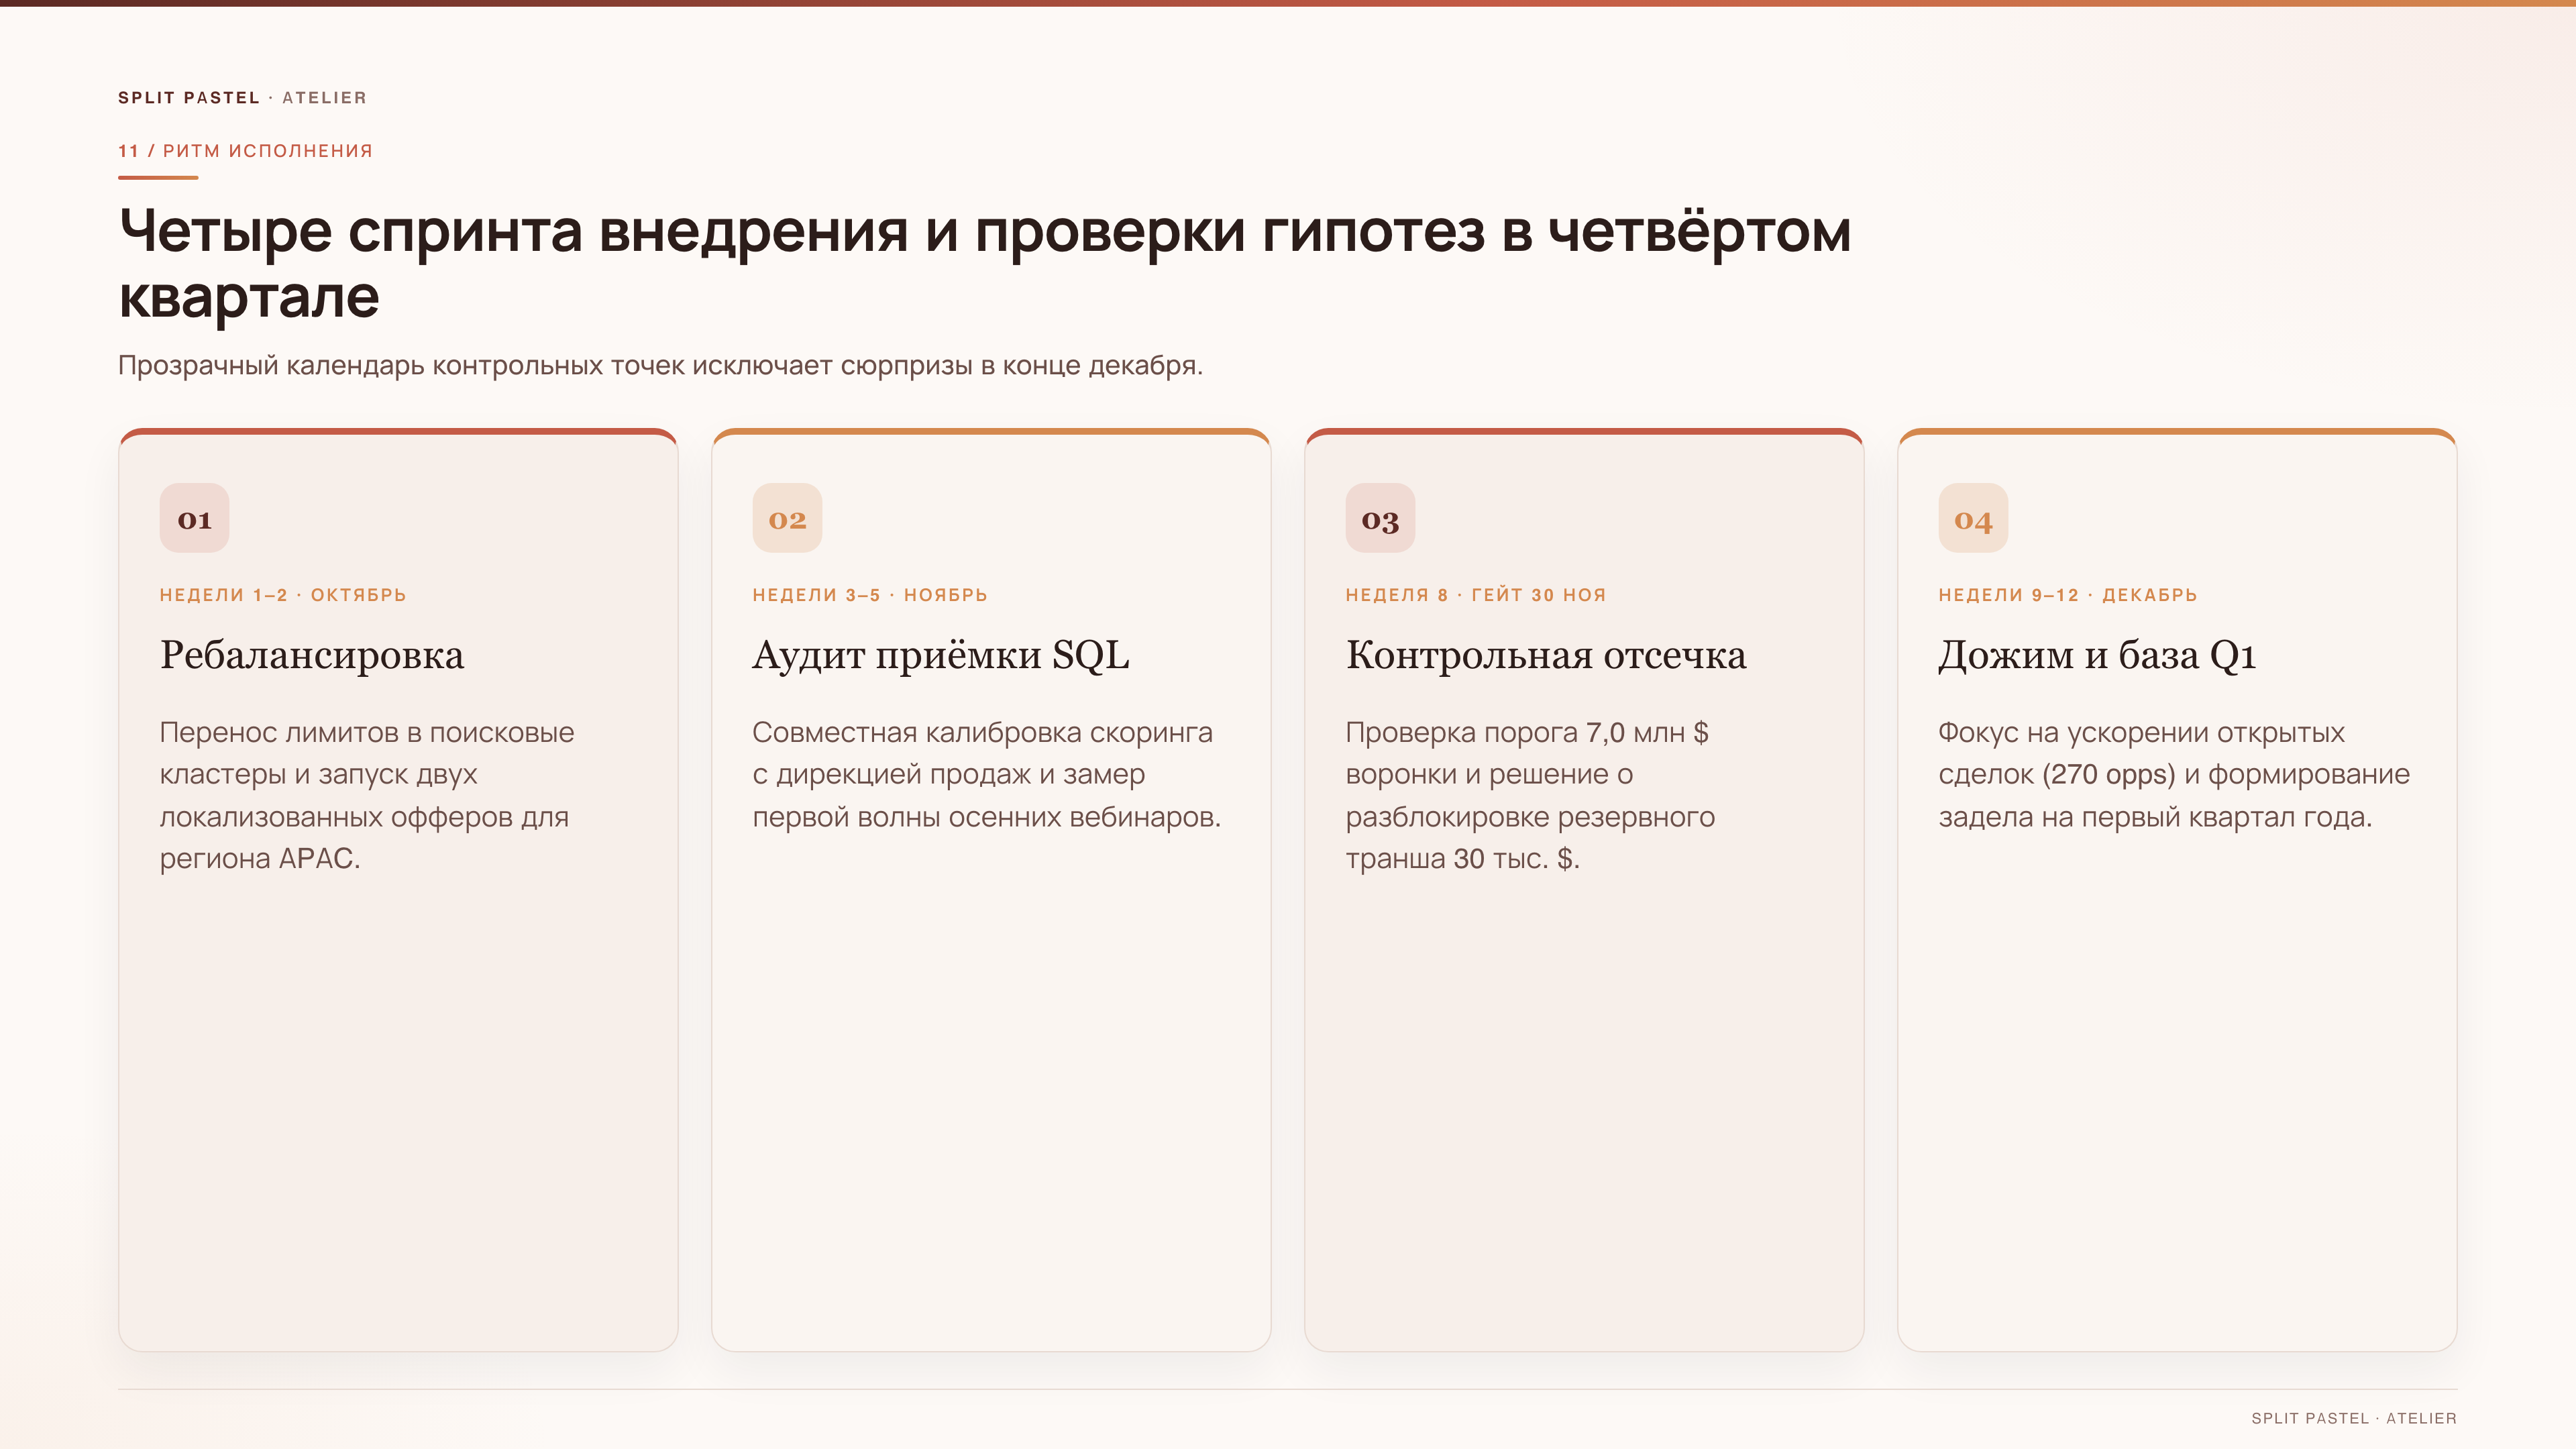 SPLIT PASTEL · ATELIER
11 / РИТМ ИСПОЛНЕНИЯ
Четыре спринта внедрения и проверки гипотез в четвёртом
квартале
Прозрачный календарь контрольных точек исключает сюрпризы в конце декабря.
01
НЕДЕЛИ 1–2 · ОКТЯБРЬ
Ребалансировка
Перенос лимитов в поисковые
кластеры и запуск двух
локализованных офферов для
региона APAC.
02
НЕДЕЛИ 3–5 · НОЯБРЬ
Аудит приёмки SQL
Совместная калибровка скоринга
с дирекцией продаж и замер
первой волны осенних вебинаров.
03
НЕДЕЛЯ 8 · ГЕЙТ 30 НОЯ
Контрольная отсечка
Проверка порога 7,0 млн $
воронки и решение о
разблокировке резервного
транша 30 тыс. $.
04
НЕДЕЛИ 9–12 · ДЕКАБРЬ
Дожим и база Q1
Фокус на ускорении открытых
сделок (270 opps) и формирование
задела на первый квартал года.
SPLIT PASTEL · ATELIER